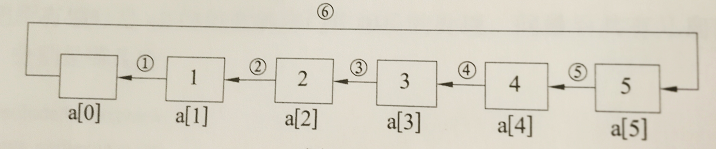 ⑥
① ② ③ ④ ⑤
1 2 3 4 5
a[0] a[1] a[2] a[3] a[4] a[5]